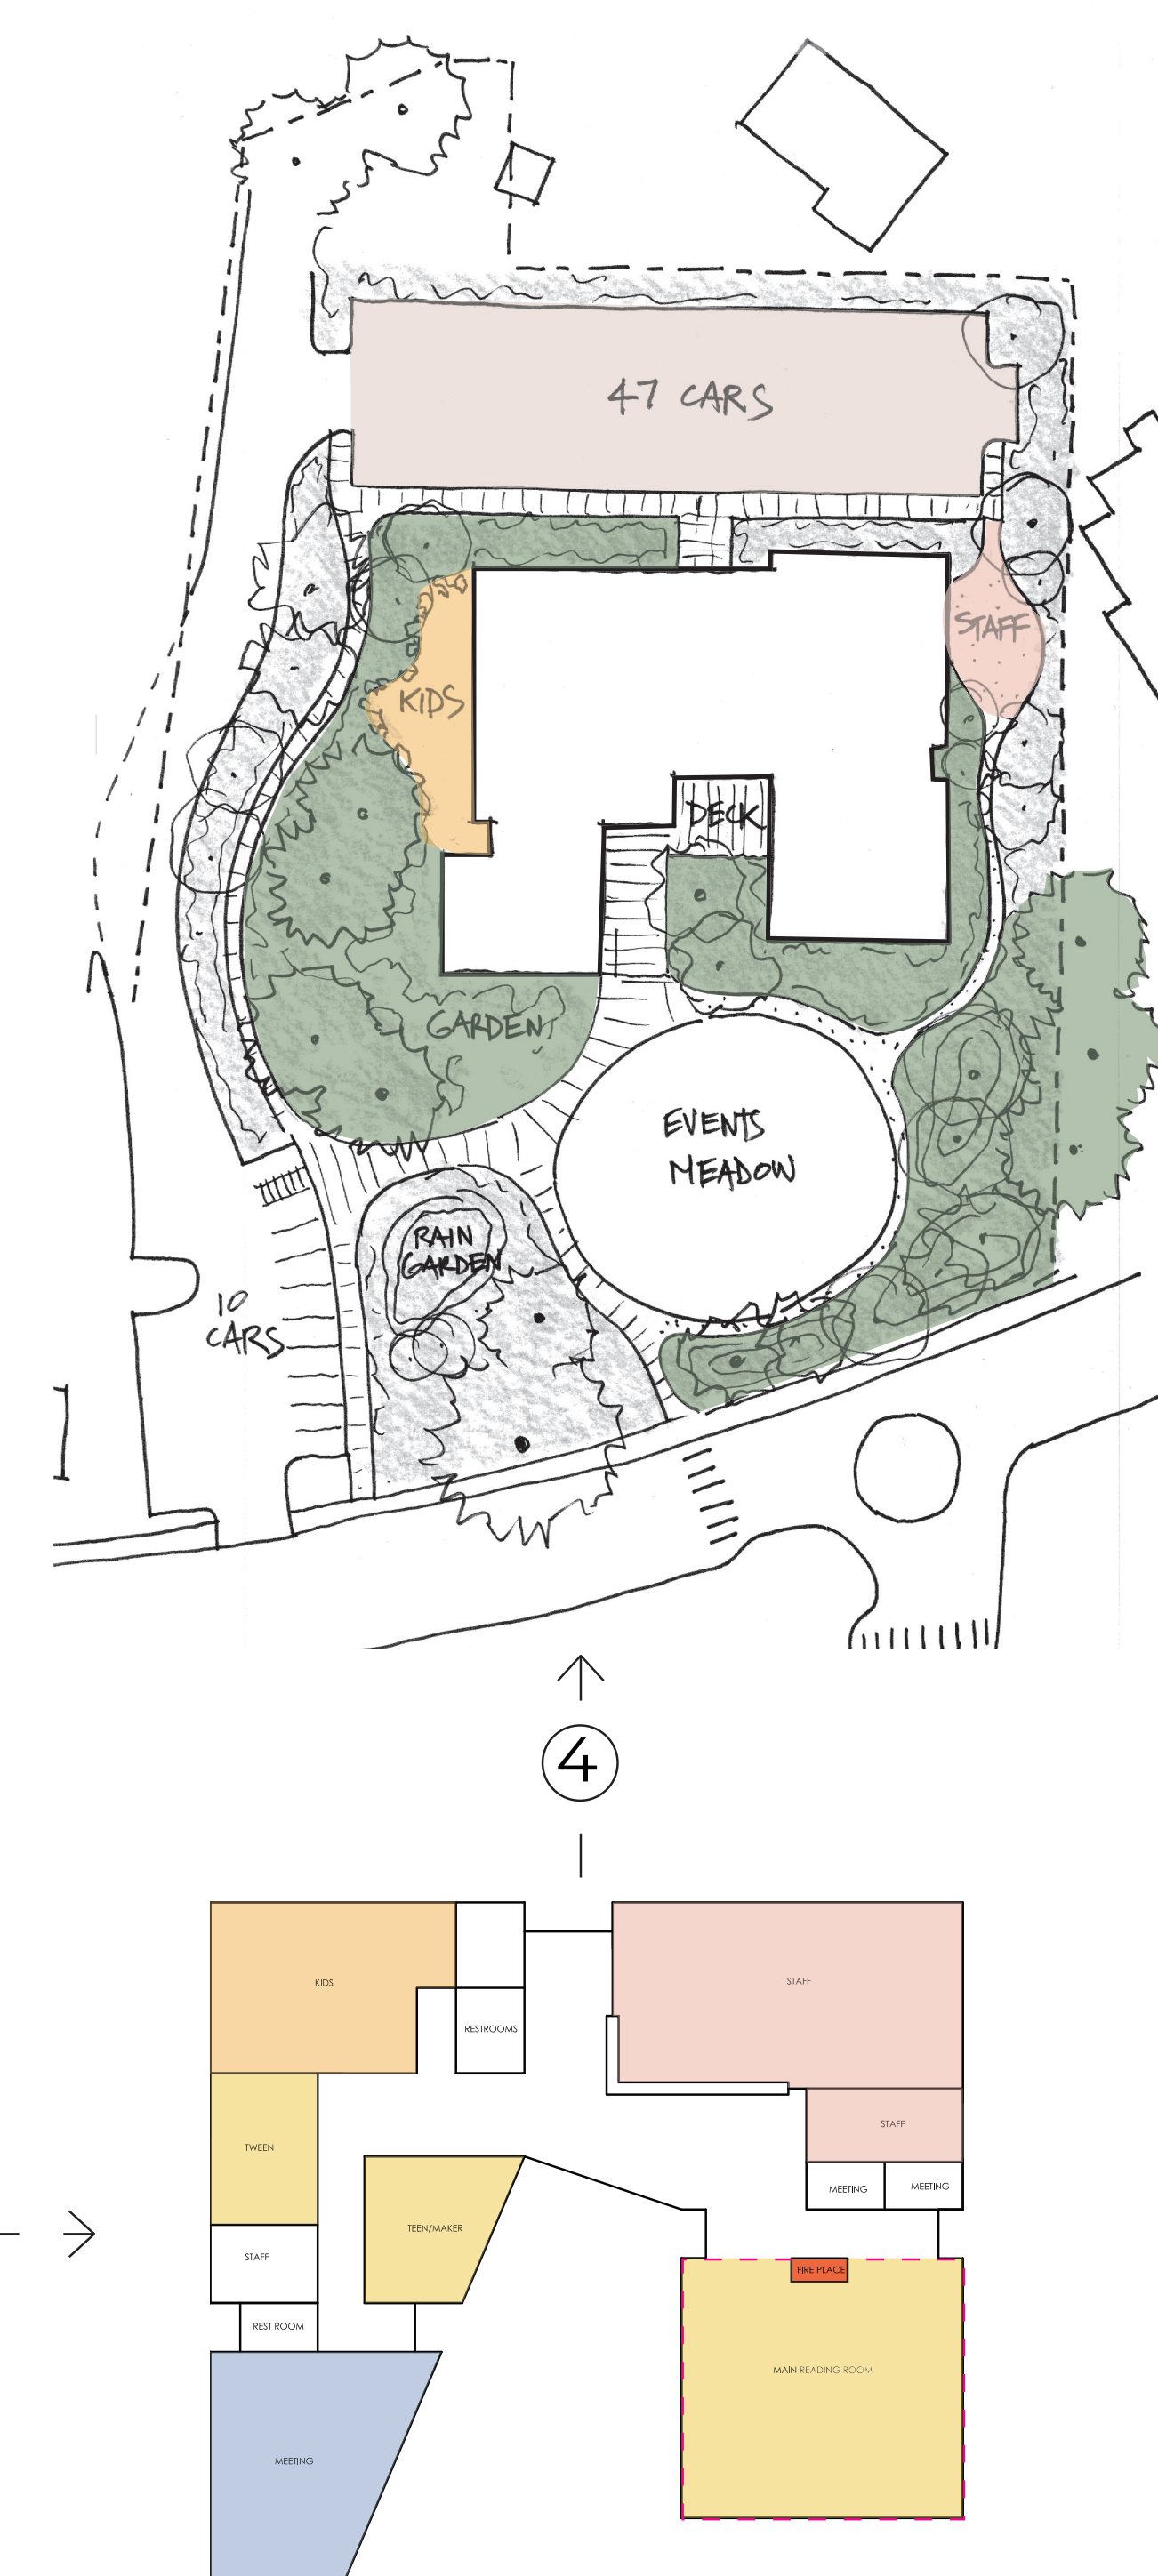 47 CARS
STAFF
KIDS
DECK
GARDEN
EVENTS
MEADOW
RAIN
GARDEN
10
CARS
4
KIDS
STAFF
RESTROOMS
STAFF
TWEEN
MEETING
MEETING
TEEN/MAKER
STAFF
FIRE PLACE
REST ROOM
MAIN READING ROOM
MEETING